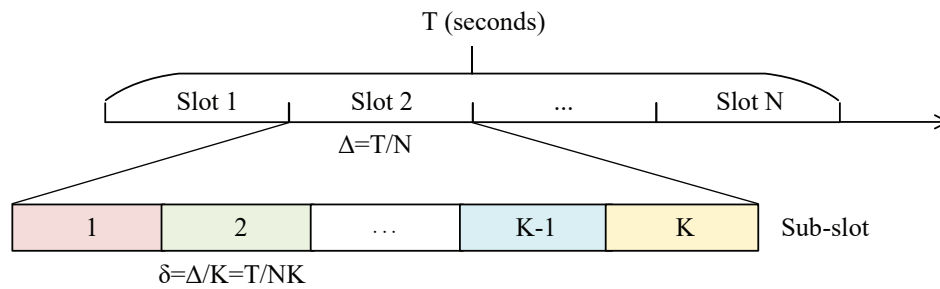 T (seconds)
Slot 1 Slot 2 ... Slot N
Δ=T/N
1 2 ... K-1 K Sub-slot
δ=Δ/K=T/NK